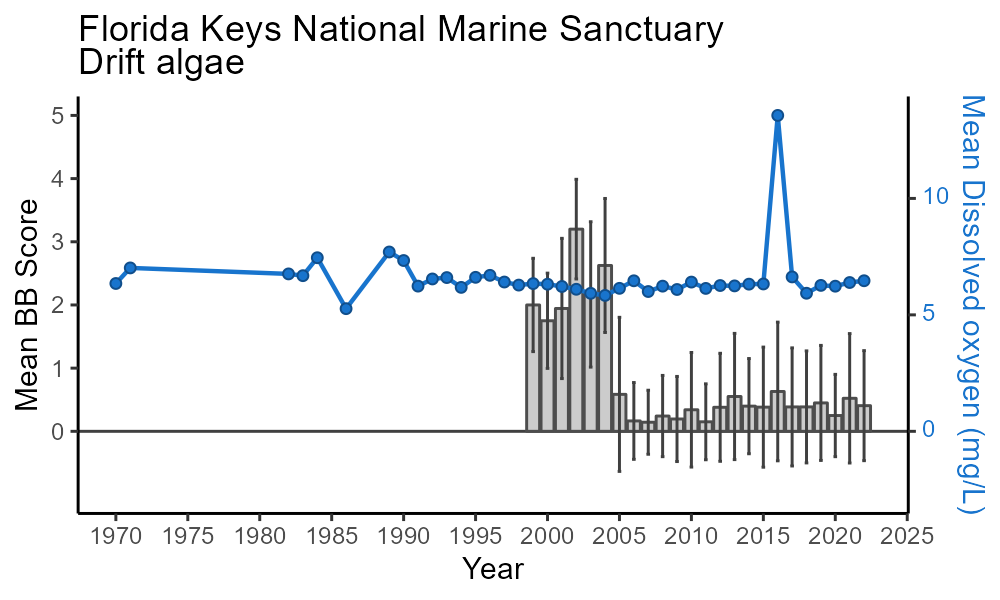 Florida Keys National Marine Sanctuary
Drift algae
Mean BB Score
5
4
3
2
1
0
10
5
0
Mean Dissolved oxygen (mg/L)
1970 1975 1980 1985 1990 1995 2000 2005 2010 2015 2020 2025
Year